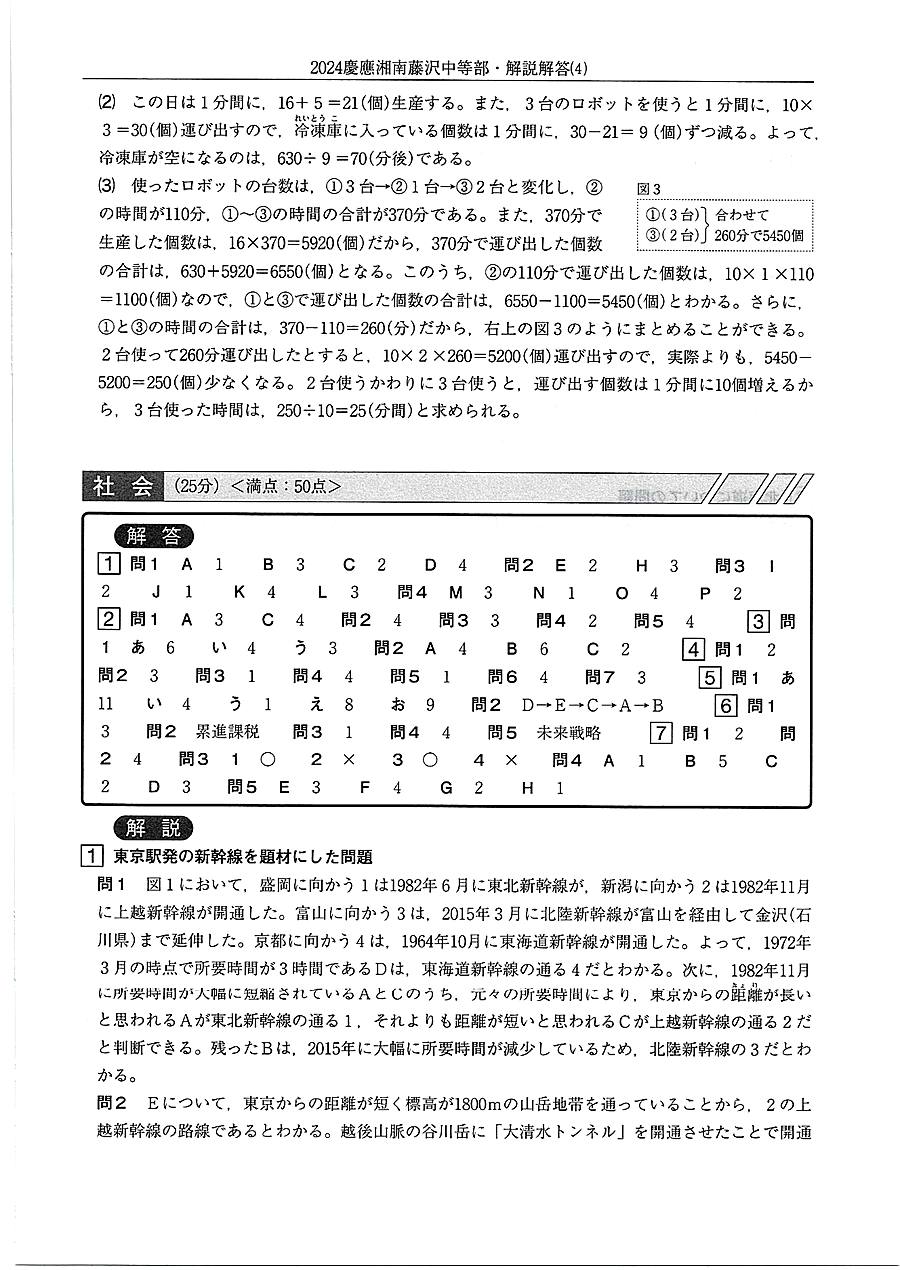 2024慶應湘南藤沢中等部・解説解答(4)
(2) この日は1分間に，16＋5＝21(個)生産する。また，3台のロボットを使うと1分間に，10×
3＝30(個)運び出すので，冷凍庫に入っている個数は1分間に，30−21＝9(個)ずつ減る。よって，
れいとう こ
冷凍庫が空になるのは，630÷9＝70(分後)である。
(3) 使ったロボットの台数は，①3台→②1台→③2台と変化し，②
の時間が110分，①〜③の時間の合計が370分である。また，370分で
生産した個数は，16×370＝5920(個)だから，370分で運び出した個数
図3
①(3台)
③(2台)
合わせて
260分で5450個
の合計は，630＋5920＝6550(個)となる。このうち，②の110分で運び出した個数は，10×1×110
＝1100(個)なので，①と③で運び出した個数の合計は，6550−1100＝5450(個)とわかる。さらに，
①と③の時間の合計は，370−110＝260(分)だから，右上の図3のようにまとめることができる。
2台使って260分運び出したとすると，10×2×260＝5200(個)運び出すので，実際よりも，5450−
5200＝250(個)少なくなる。2台使うかわりに3台使うと，運び出す個数は1分間に10個増えるか
ら，3台使った時間は，250÷10＝25(分間)と求められる。
社 会 (25分) ＜満点：50点＞
解 答
1 問1 A 1 B 3 C 2 D 4 問2 E 2 H 3 問3 I
2 J 1 K 4 L 3 問4 M 3 N 1 O 4 P 2
2 問1 A 3 C 4 問2 4 問3 3 問4 2 問5 4 3 問
1 あ 6 い 4 う 3 問2 A 4 B 6 C 2 4 問1 2
問2 3 問3 1 問4 4 問5 1 問6 4 問7 3 5 問1 あ
11 い 4 う 1 え 8 お 9 問2 D→E→C→A→B 6 問1
3 問2 累進課税 問3 1 問4 4 問5 未来戦略 7 問1 2 問
2 4 問3 1 ○ 2 × 3 ○ 4 × 問4 A 1 B 5 C
2 D 3 問5 E 3 F 4 G 2 H 1
解 説
1 東京駅発の新幹線を題材にした問題
問1 図1において，盛岡に向かう1は1982年6月に東北新幹線が，新潟に向かう2は1982年11月
に上越新幹線が開通した。富山に向かう3は，2015年3月に北陸新幹線が富山を経由して金沢(石
川県)まで延伸した。京都に向かう4は，1964年10月に東海道新幹線が開通した。よって，1972年
3月の時点で所要時間が3時間であるDは，東海道新幹線の通る4だとわかる。次に，1982年11月
に所要時間が大幅に短縮されているAとCのうち，元々の所要時間により，東京からの距離が長い
きょ り
と思われるAが東北新幹線の通る1，それよりも距離が短いと思われるCが上越新幹線の通る2だ
と判断できる。残ったBは，2015年に大幅に所要時間が減少しているため，北陸新幹線の3だとわ
かる。
問2 Eについて，東京からの距離が短く標高が1800mの山岳地帯を通っていることから，2の上
越新幹線の路線であるとわかる。越後山脈の谷川岳に「大清水トンネル」を開通させたことで開通